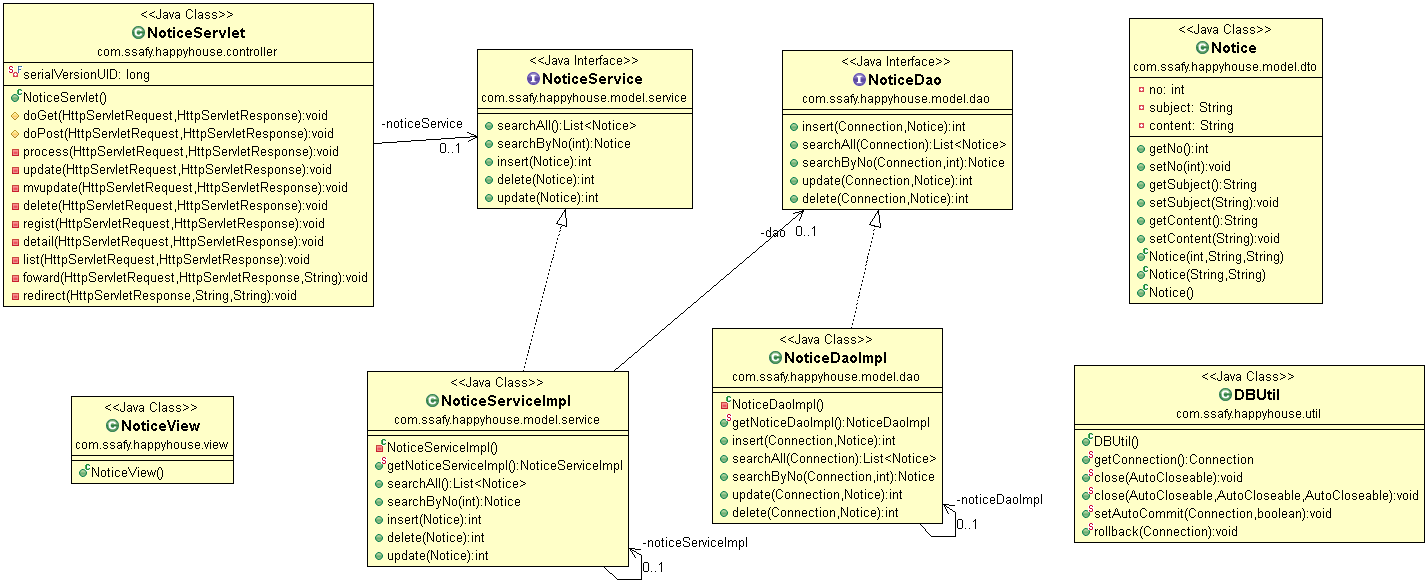 <<Java Class>>
NoticeServlet
com.ssafy.happyhouse.controller
serialVersionUID: long
NoticeServlet()
doGet(HttpServletRequest,HttpServletResponse):void
doPost(HttpServletRequest,HttpServletResponse):void
process(HttpServletRequest,HttpServletResponse):void
update(HttpServletRequest,HttpServletResponse):void
mvupdate(HttpServletRequest,HttpServletResponse):void
delete(HttpServletRequest,HttpServletResponse):void
regist(HttpServletRequest,HttpServletResponse):void
detail(HttpServletRequest,HttpServletResponse):void
list(HttpServletRequest,HttpServletResponse):void
foward(HttpServletRequest,HttpServletResponse,String):void
redirect(HttpServletResponse,String,String):void
-noticeService
0..1
<<Java Interface>>
NoticeService
com.ssafy.happyhouse.model.service
searchAll():List<Notice>
searchByNo(int):Notice
insert(Notice):int
delete(Notice):int
update(Notice):int
<<Java Interface>>
NoticeDao
com.ssafy.happyhouse.model.dao
insert(Connection,Notice):int
searchAll(Connection):List<Notice>
searchByNo(Connection,int):Notice
update(Connection,Notice):int
delete(Connection,Notice):int
-dao
0..1
<<Java Class>>
Notice
com.ssafy.happyhouse.model.dto
no: int
subject: String
content: String
getNo():int
setNo(int):void
getSubject():String
setSubject(String):void
getContent():String
setContent(String):void
Notice(int,String,String)
Notice(String,String)
Notice()
<<Java Class>>
NoticeView
com.ssafy.happyhouse.view
NoticeView()
<<Java Class>>
NoticeServiceImpl
com.ssafy.happyhouse.model.service
NoticeServiceImpl()
getNoticeServiceImpl():NoticeServiceImpl
searchAll():List<Notice>
searchByNo(int):Notice
insert(Notice):int
delete(Notice):int
update(Notice):int
-noticeServiceImpl
0..1
<<Java Class>>
NoticeDaoImpl
com.ssafy.happyhouse.model.dao
NoticeDaoImpl()
getNoticeDaoImpl():NoticeDaoImpl
insert(Connection,Notice):int
searchAll(Connection):List<Notice>
searchByNo(Connection,int):Notice
update(Connection,Notice):int
delete(Connection,Notice):int
-noticeDaoImpl
0..1
<<Java Class>>
DBUtil
com.ssafy.happyhouse.util
DBUtil()
getConnection():Connection
close(AutoCloseable):void
close(AutoCloseable,AutoCloseable,AutoCloseable):void
setAutoCommit(Connection,boolean):void
rollback(Connection):void